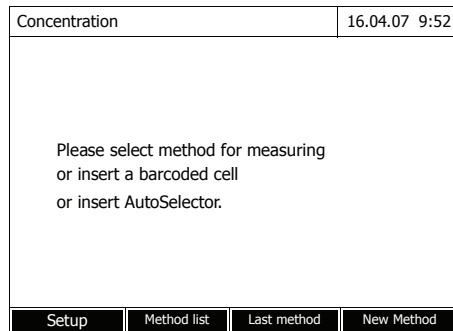 Concentration 16.04.07 9:52
Please select method for measuring
or insert a barcoded cell
or insert AutoSelector.
Setup Method list Last method New Method